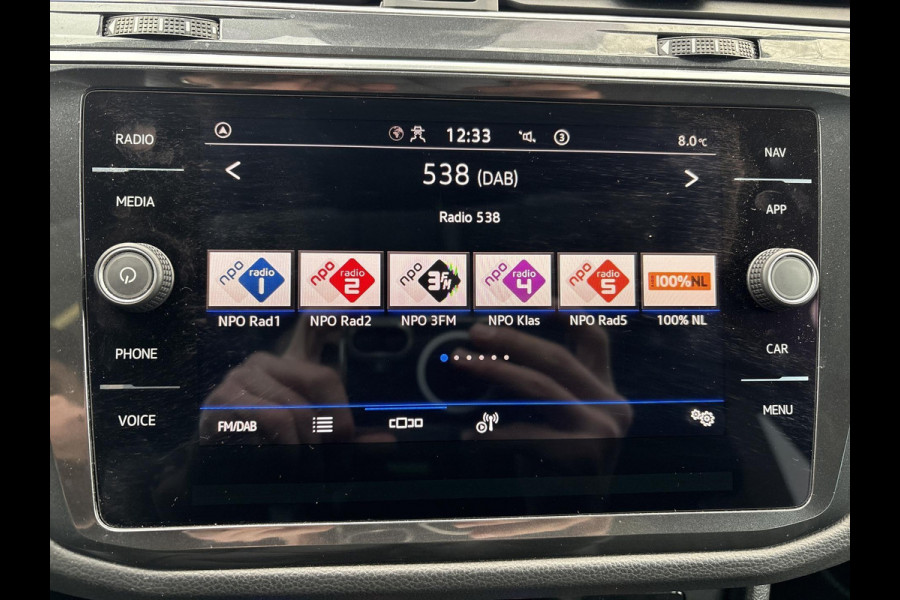 RADIO
MEDIA
PHONE
VOICE
12:33
3
8.0°C
538 (DAB)
Radio 538
npo radio 1
npo radio 2
npo 3FM
npo radio 4
npo radio 5
100% NL
NPO Rad1
NPO Rad2
NPO 3FM
NPO Klas
NPO Rad5
100% NL
FM/DAB
NAV
APP
CAR
MENU